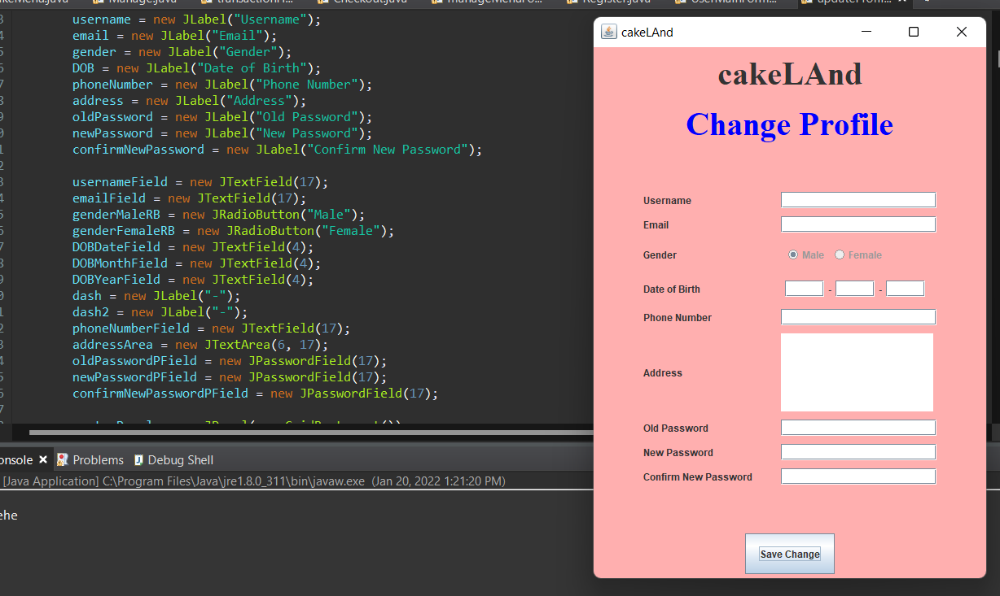 Manage.java
Checkout.java
Register.java
username = new JLabel("Username");
email = new JLabel("Email");
gender = new JLabel("Gender");
DOB = new JLabel("Date of Birth");
phoneNumber = new JLabel("Phone Number");
address = new JLabel("Address");
oldPassword = new JLabel("Old Password");
newPassword = new JLabel("New Password");
confirmNewPassword = new JLabel("Confirm New Password");
usernameField = new JTextField(17);
emailField = new JTextField(17);
genderMaleRB = new JRadioButton("Male");
genderFemaleRB = new JRadioButton("Female");
DOBDateField = new JTextField(4);
DOBMonthField = new JTextField(4);
DOBYearField = new JTextField(4);
dash = new JLabel("-");
dash2 = new JLabel("-");
phoneNumberField = new JTextField(17);
addressArea = new JTextArea(6, 17);
oldPasswordPField = new JPasswordField(17);
newPasswordPField = new JPasswordField(17);
confirmNewPasswordPField = new JPasswordField(17);
onsole Problems Debug Shell
[Java Application] C:\Program Files\Java\jre1.8.0_311\bin\javaw.exe (Jan 20, 2022 1:21:20 PM)
ehe
cakeLAnd
cakeLAnd
Change Profile
Username
Email
Gender Male Female
Date of Birth - -
Phone Number
Address
Old Password
New Password
Confirm New Password
Save Change